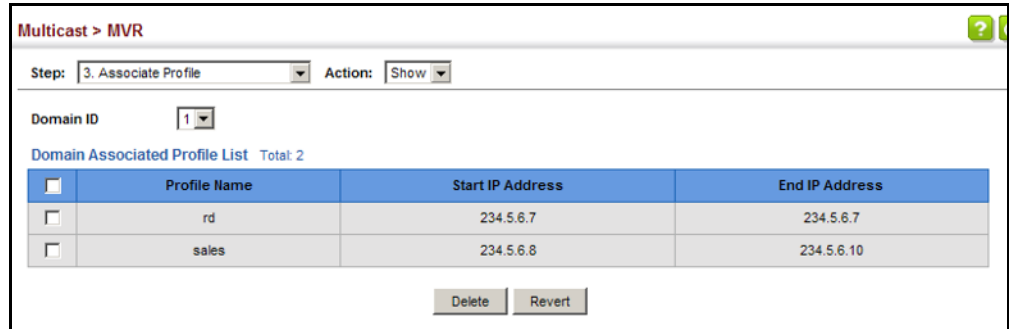 Multicast > MVR
?
Step: 3. Associate Profile Action: Show
Domain ID 1
Domain Associated Profile List Total: 2
Profile Name Start IP Address End IP Address
rd 234.5.6.7 234.5.6.7
sales 234.5.6.8 234.5.6.10
Delete Revert